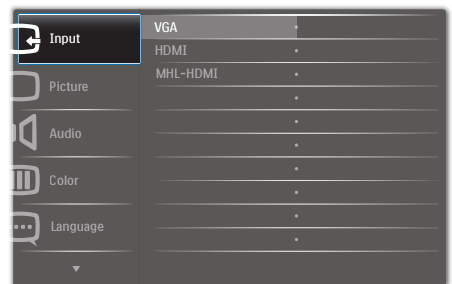 Input
Picture
Audio
Color
Language
VGA
HDMI
MHL-HDMI